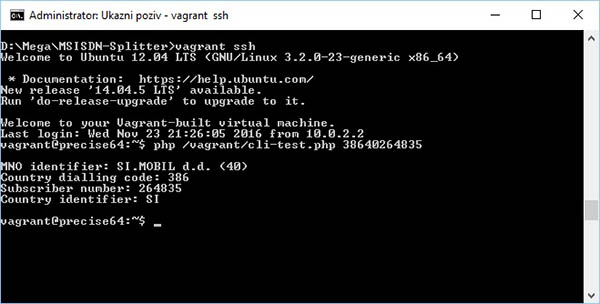 Administrator: Ukazni poziv - vagrant ssh
D:\Mega\MSISDN-Splitter>vagrant ssh
Welcome to Ubuntu 12.04 LTS (GNU/Linux 3.2.0-23-generic x86_64)
* Documentation: https://help.ubuntu.com/
New release '14.04.5 LTS' available.
Run 'do-release-upgrade' to upgrade to it.
Welcome to your Vagrant-built virtual machine.
Last login: Wed Nov 23 21:26:05 2016 from 10.0.2.2
vagrant@precise64:~$ php /vagrant/cli-test.php 38640264835
MNO identifier: SI.MOBIL d.d. (40)
Country dialling code: 386
Subscriber number: 264835
Country identifier: SI
vagrant@precise64:~$ _